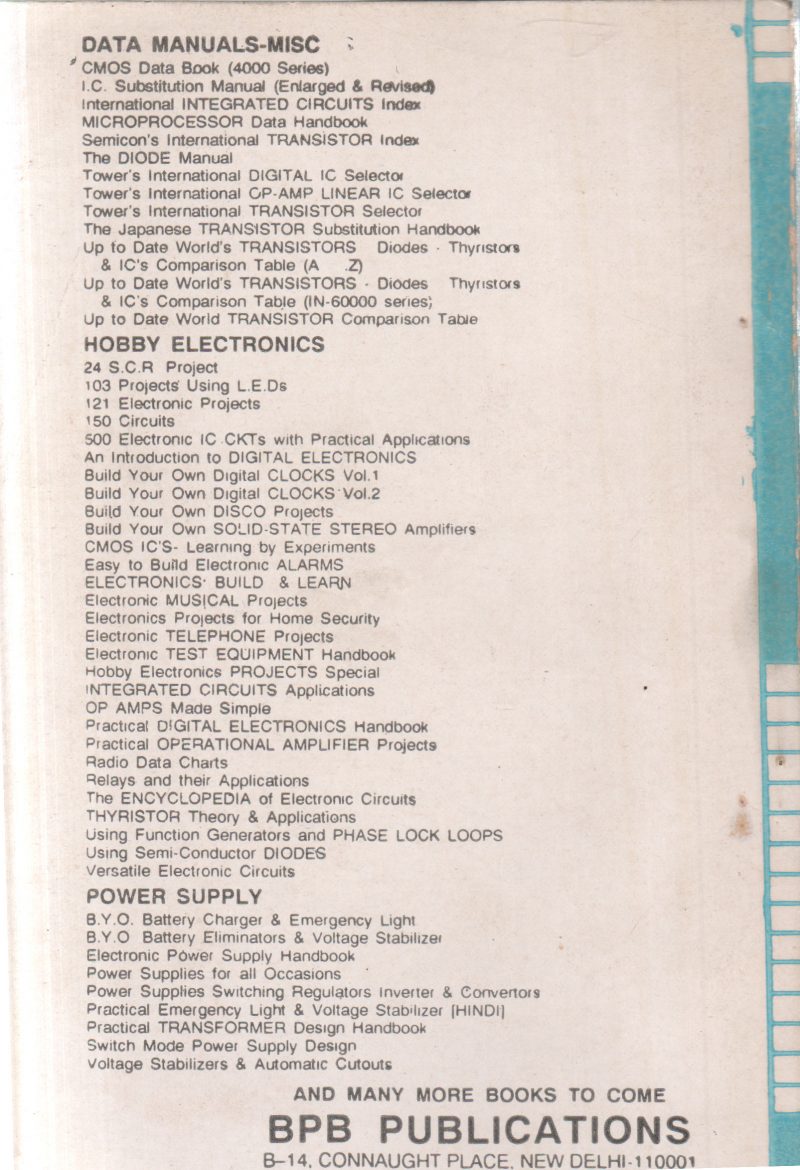 DATA MANUALS-MISC
CMOS Data Book (4000 Series)
I.C. Substitution Manual (Enlarged & Revised)
International INTEGRATED CIRCUITS Index
MICROPROCESSOR Data Handbook
Semicon's International TRANSISTOR Index
The DIODE Manual
Tower's International DIGITAL IC Selector
Tower's International OP-AMP LINEAR IC Selector
Tower's International TRANSISTOR Selector
The Japanese TRANSISTOR Substitution Handbook
Up to Date World's TRANSISTORS Diodes - Thyristors
& IC's Comparison Table (A .Z)
Up to Date World's TRANSISTORS - Diodes Thyristors
& IC's Comparison Table (IN-60000 series)
Up to Date World TRANSISTOR Comparison Table
HOBBY ELECTRONICS
24 S.C.R Project
103 Projects Using L.E.Ds
121 Electronic Projects
150 Circuits
500 Electronic IC CKTs with Practical Applications
An Introduction to DIGITAL ELECTRONICS
Build Your Own Digital CLOCKS Vol.1
Build Your Own Digital CLOCKS Vol.2
Build Your Own DISCO Projects
Build Your Own SOLID-STATE STEREO Amplifiers
CMOS IC'S- Learning by Experiments
Easy to Build Electronic ALARMS
ELECTRONICS BUILD & LEARN
Electronic MUSICAL Projects
Electronics Projects for Home Security
Electronic TELEPHONE Projects
Electronic TEST EQUIPMENT Handbook
Hobby Electronics PROJECTS Special
INTEGRATED CIRCUITS Applications
OP AMPS Made Simple
Practical DIGITAL ELECTRONICS Handbook
Practical OPERATIONAL AMPLIFIER Projects
Radio Data Charts
Relays and their Applications
The ENCYCLOPEDIA of Electronic Circuits
THYRISTOR Theory & Applications
Using Function Generators and PHASE LOCK LOOPS
Using Semi-Conductor DIODES
Versatile Electronic Circuits
POWER SUPPLY
B.Y.O. Battery Charger & Emergency Light
B.Y.O Battery Eliminators & Voltage Stabilizer
Electronic Power Supply Handbook
Power Supplies for all Occasions
Power Supplies Switching Regulators Inverter & Convertors
Practical Emergency Light & Voltage Stabilizer [HINDI]
Practical TRANSFORMER Design Handbook
Switch Mode Power Supply Design
Voltage Stabilizers & Automatic Cutouts
AND MANY MORE BOOKS TO COME
BPB PUBLICATIONS
B–14, CONNAUGHT PLACE, NEW DELHI-110001